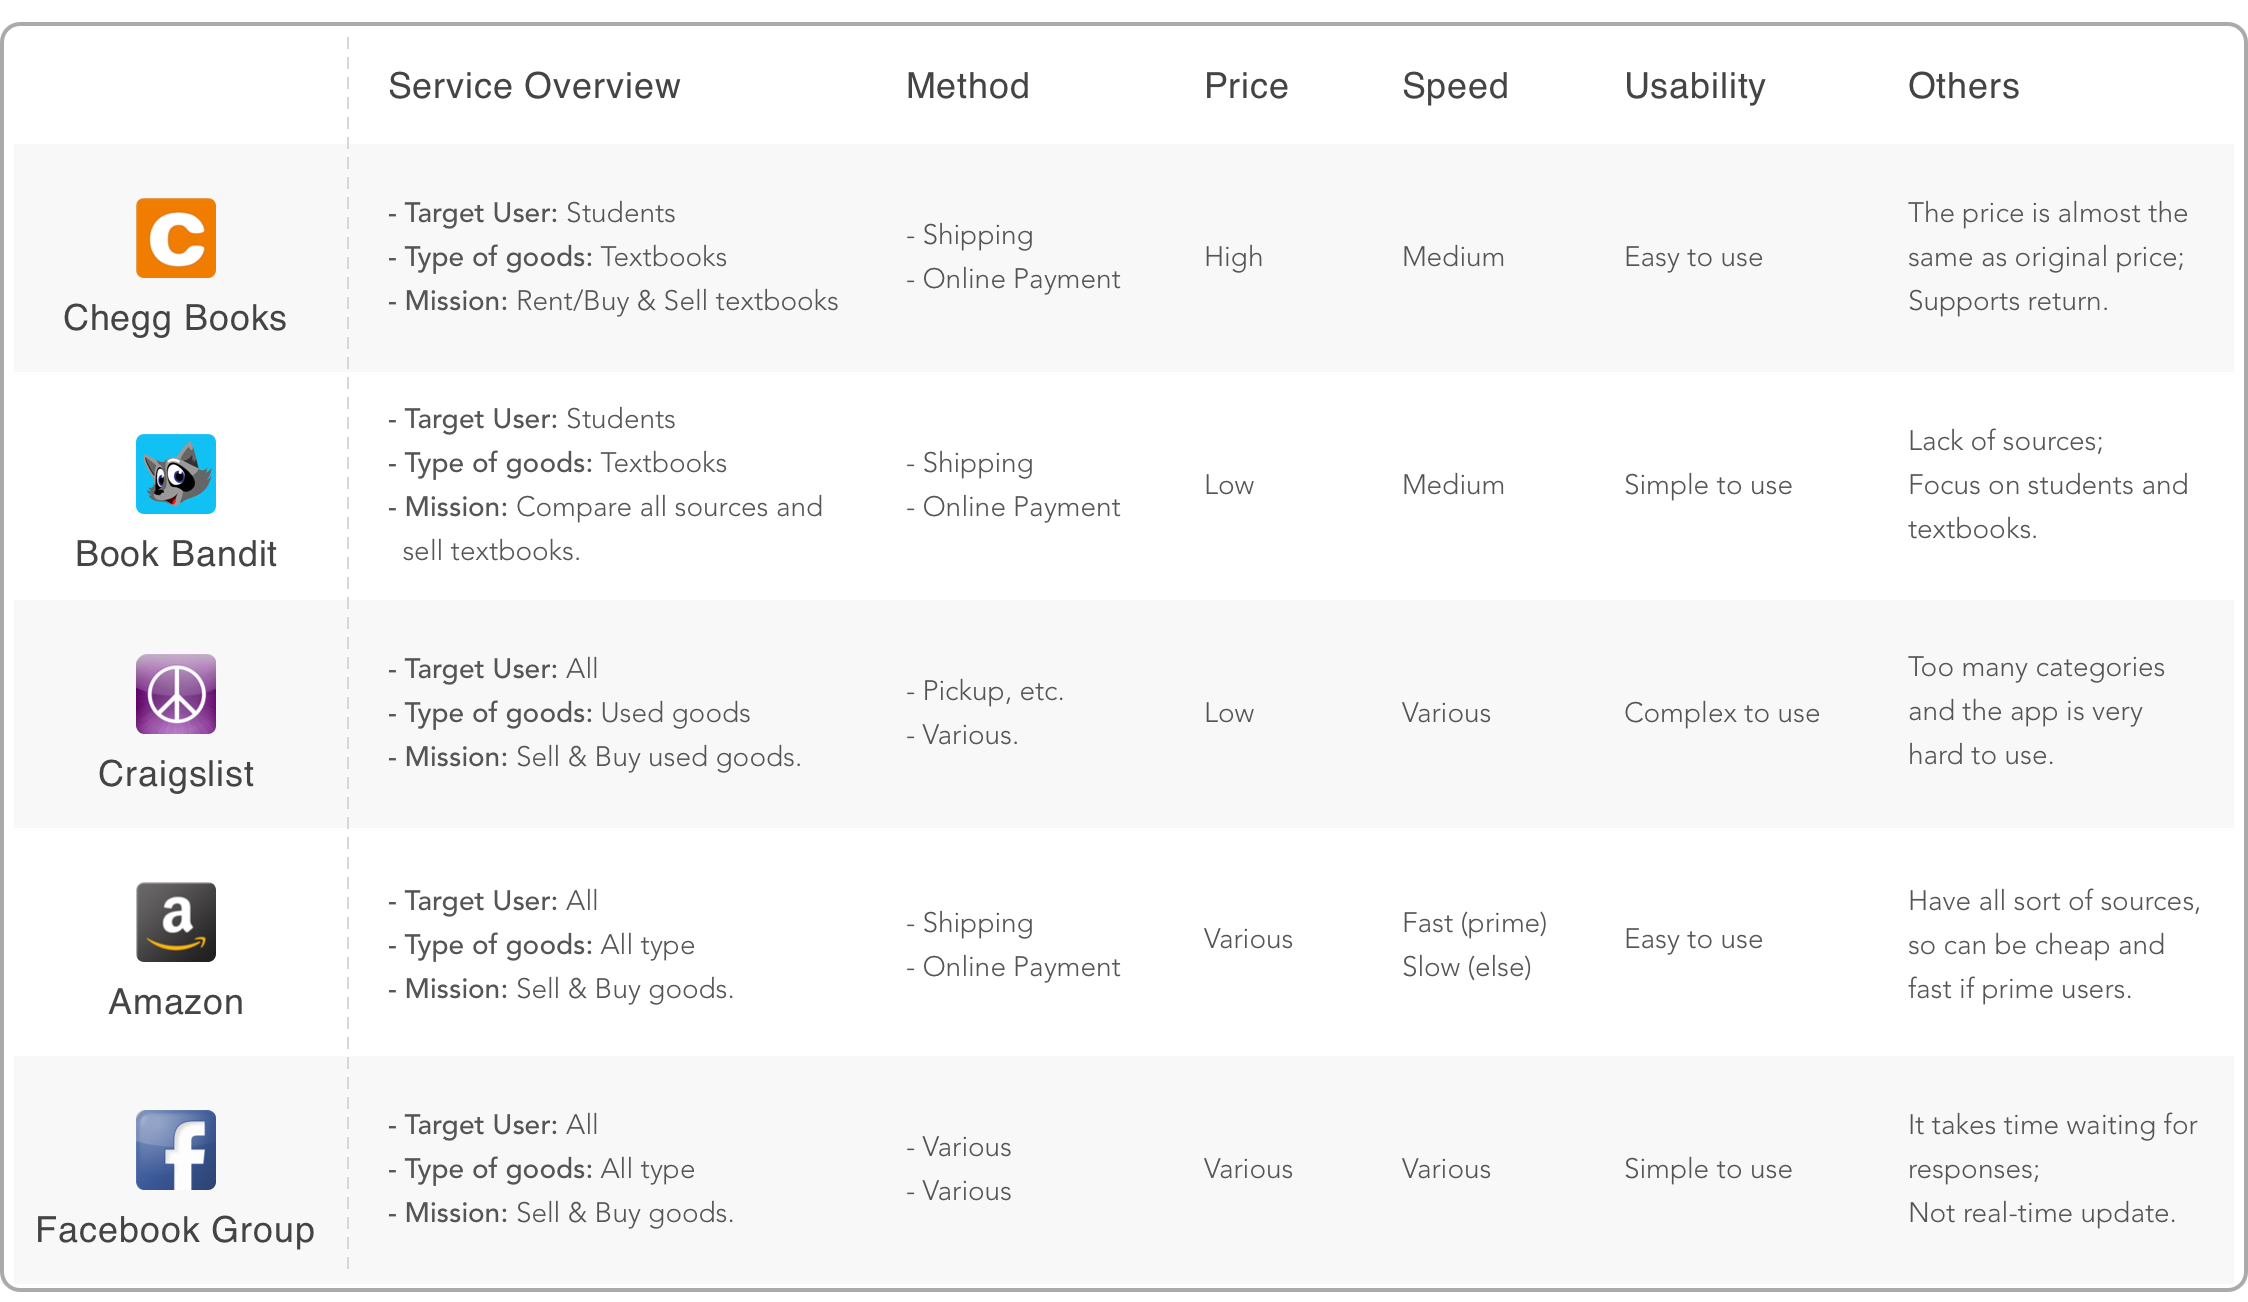 Service Overview
Method
Price
Speed
Usability
Others
C
Chegg Books
- Target User: Students
- Type of goods: Textbooks
- Mission: Rent/Buy & Sell textbooks
- Shipping
- Online Payment
High
Medium
Easy to use
The price is almost the
same as original price;
Supports return.
Book Bandit
- Target User: Students
- Type of goods: Textbooks
- Mission: Compare all sources and
sell textbooks.
- Shipping
- Online Payment
Low
Medium
Simple to use
Lack of sources;
Focus on students and
textbooks.
Craigslist
- Target User: All
- Type of goods: Used goods
- Mission: Sell & Buy used goods.
- Pickup, etc.
- Various.
Low
Various
Complex to use
Too many categories
and the app is very
hard to use.
a
Amazon
- Target User: All
- Type of goods: All type
- Mission: Sell & Buy goods.
- Shipping
- Online Payment
Various
Fast (prime)
Slow (else)
Easy to use
Have all sort of sources,
so can be cheap and
fast if prime users.
f
Facebook Group
- Target User: All
- Type of goods: All type
- Mission: Sell & Buy goods.
- Various
- Various
Various
Various
Simple to use
It takes time waiting for
responses;
Not real-time update.